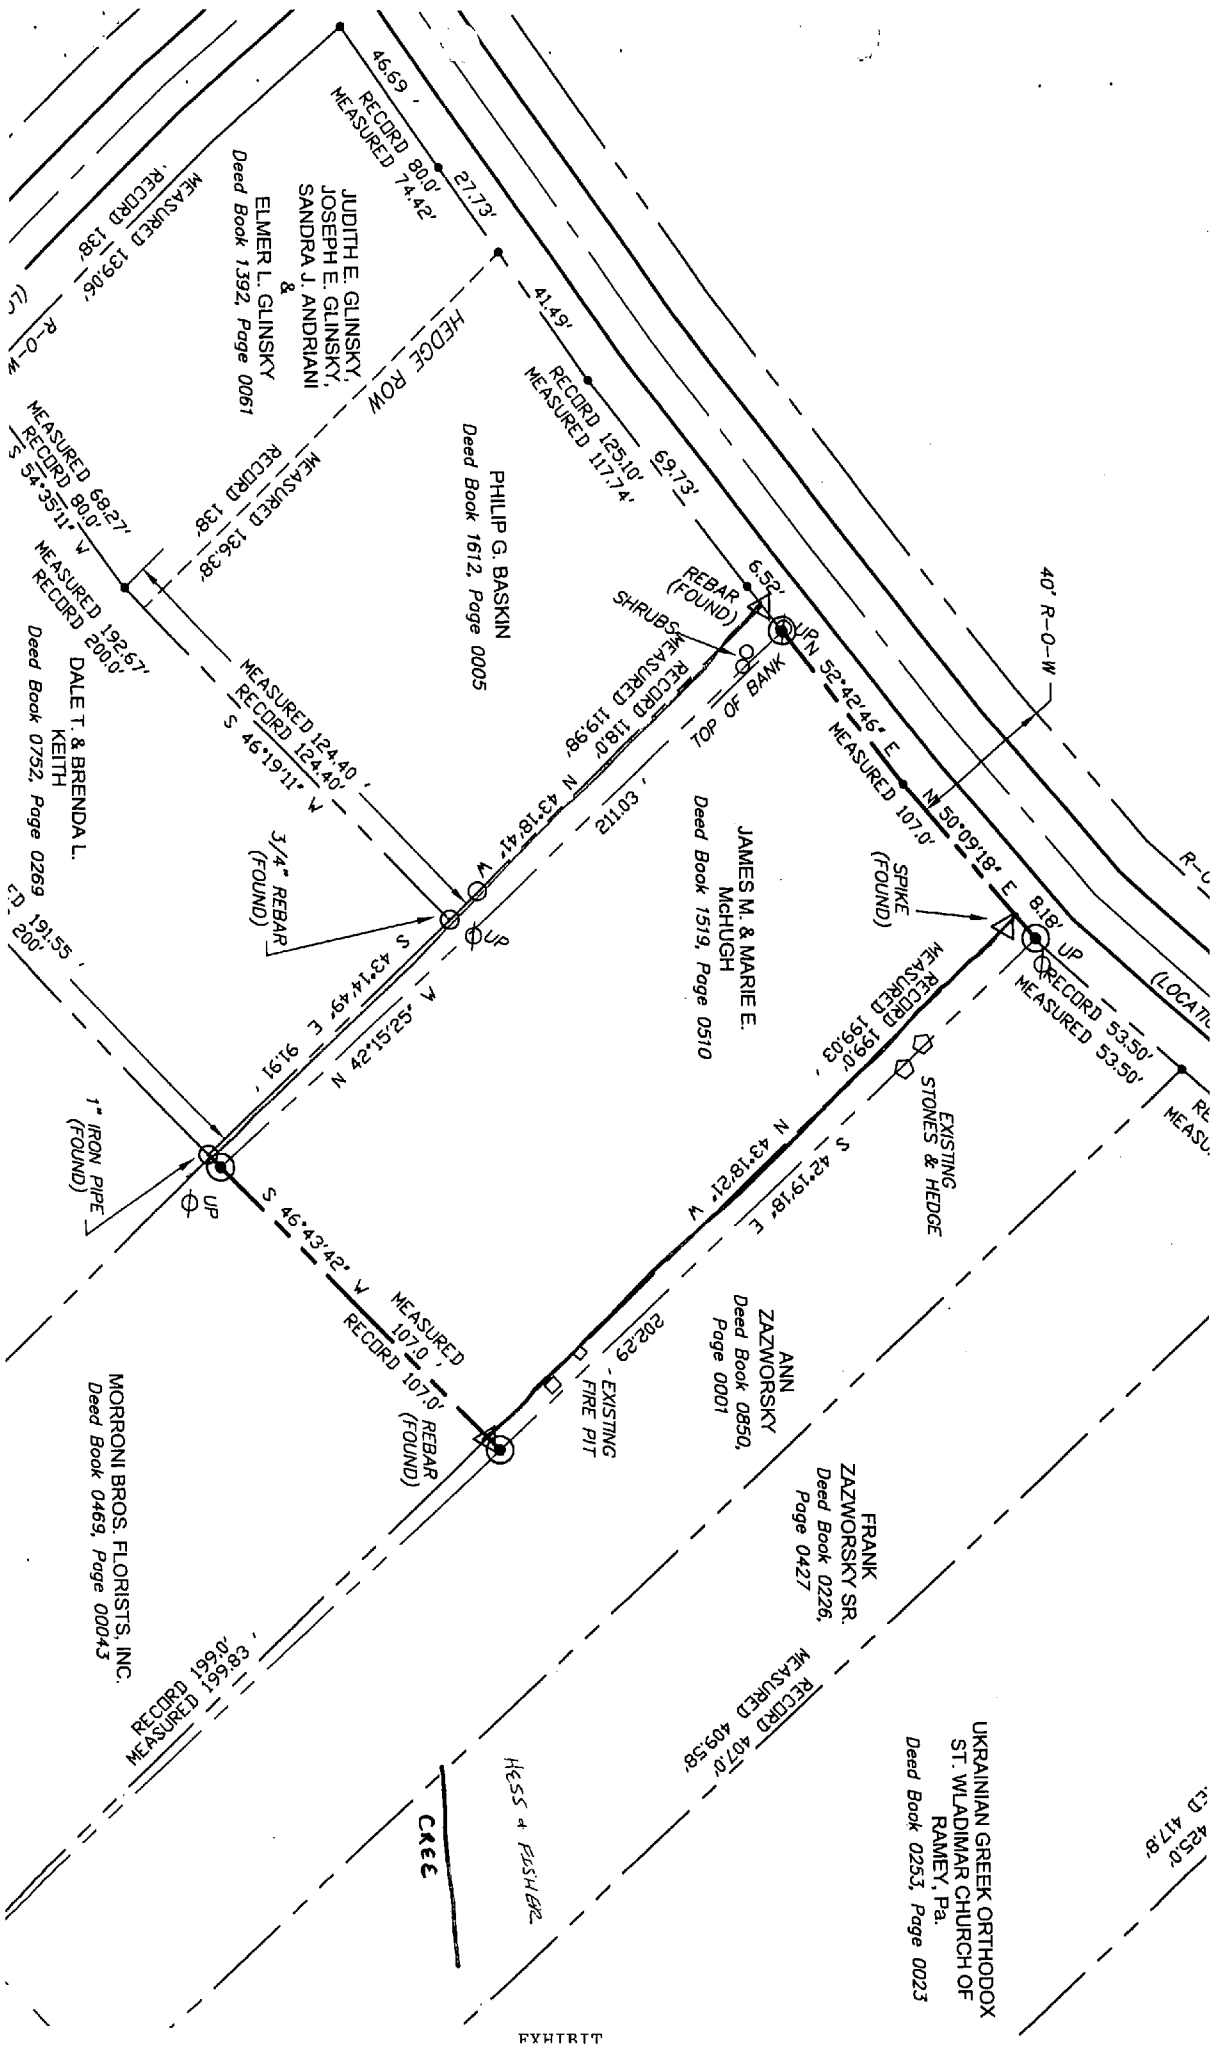 46.69 '
RECORD 80.0'
MEASURED 74.42'
27.73'
JUDITH E. GLINSKY,
JOSEPH E. GLINSKY,
SANDRA J. ANDRIANI
&
ELMER L. GLINSKY
Deed Book 1392, Page 0061
MEASURED 139.06'
RECORD 138'
R-O-W
HEDGE ROW
41.49'
RECORD 125.10'
MEASURED 117.74'
69.73'
MEASURED 136.38'
RECORD 138'
PHILIP G. BASKIN
Deed Book 1612, Page 0005
MEASURED 68.27'
RECORD 80.0'
S 54°35'11" W
MEASURED 192.67'
RECORD 200.0'
DALE T. & BRENDA L.
KEITH
Deed Book 0752, Page 0269
MEASURED 124.40 '
RECORD 124.40'
S 46°19'11" W
6.52'
REBAR
(FOUND)
SHRUBS
UP
TOP OF BANK
RECORD 118.0'
MEASURED 119.98'
N 43°18'41" W
211.03 '
N 52°42'46" E
MEASURED 107.0'
N 50°09'18" E
40' R-O-W
SPIKE
(FOUND)
8.18'
UP
RECORD 53.50'
MEASURED 53.50'
JAMES M. & MARIE E.
McHUGH
Deed Book 1519, Page 0510
RECORD 199.0'
MEASURED 199.03 '
N 43°18'21" W
S 42°19'18" E
202.29
EXISTING
STONES & HEDGE
3/4" REBAR
(FOUND)
UP
S 43°14'49" E
91.91 '
N 42°15'25" W
191.55 '
200'
1" IRON PIPE
(FOUND)
UP
S 46°43'42" W
MEASURED
107.0 '
RECORD 107.0'
REBAR
(FOUND)
EXISTING
FIRE PIT
ANN
ZAZWORSKY
Deed Book 0850,
Page 0001
FRANK
ZAZWORSKY SR.
Deed Book 0226,
Page 0427
MORRONI BROS. FLORISTS, INC.
Deed Book 0469, Page 00043
RECORD 199.0'
MEASURED 199.83 '
RECORD 407.0'
MEASURED 409.58'
UKRAINIAN GREEK ORTHODOX
ST. WLADIMAR CHURCH OF
RAMEY, Pa.
Deed Book 0253, Page 0023
425.0'
417.8'
HESS & FISHER
CREE
EXHIBIT